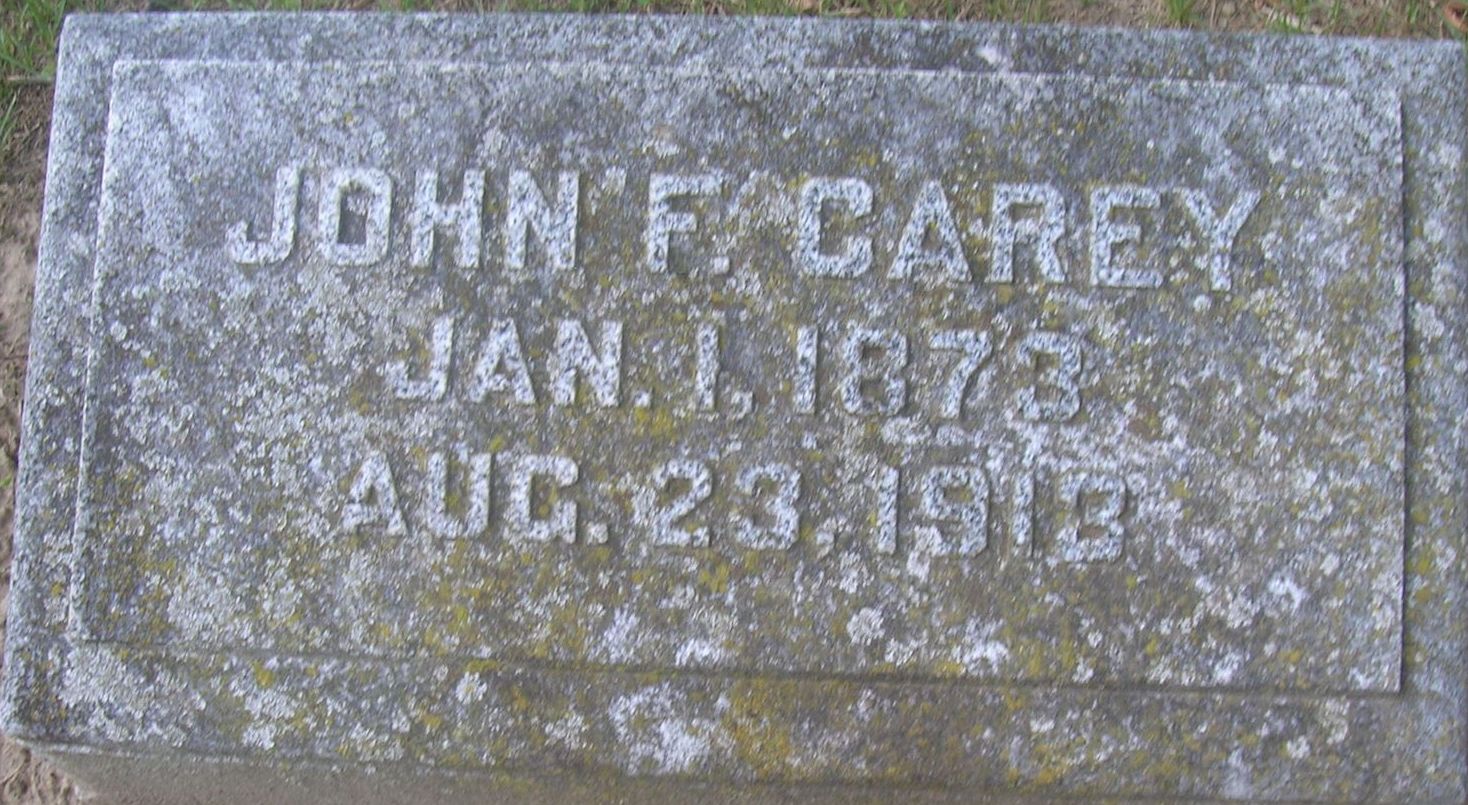 JOHN F. CAREY
JAN. 1, 1873
AUG. 23, 1913